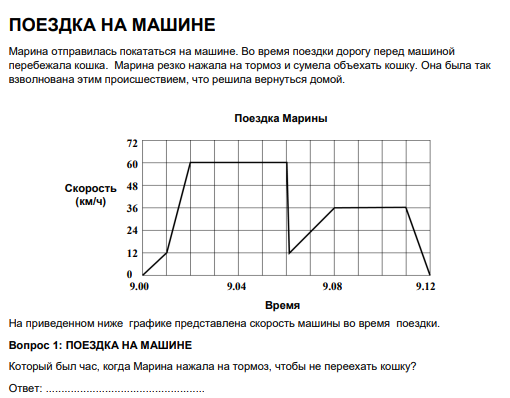 ПОЕЗДКА НА МАШИНЕ
Марина отправилась покататься на машине. Во время поездки дорогу перед машиной
перебежала кошка.  Марина резко нажала на тормоз и сумела объехать кошку. Она была так
взволнована этим происшествием, что решила вернуться домой.
Поездка Марины
72
60
Скорость
(км/ч)
48
36
24
12
0
9.00
9.04
9.08
9.12
Время
На приведенном ниже  графике представлена скорость машины во время  поездки.
Вопрос 1: ПОЕЗДКА НА МАШИНЕ
Который был час, когда Марина нажала на тормоз, чтобы не переехать кошку?
Ответ: ...................................................